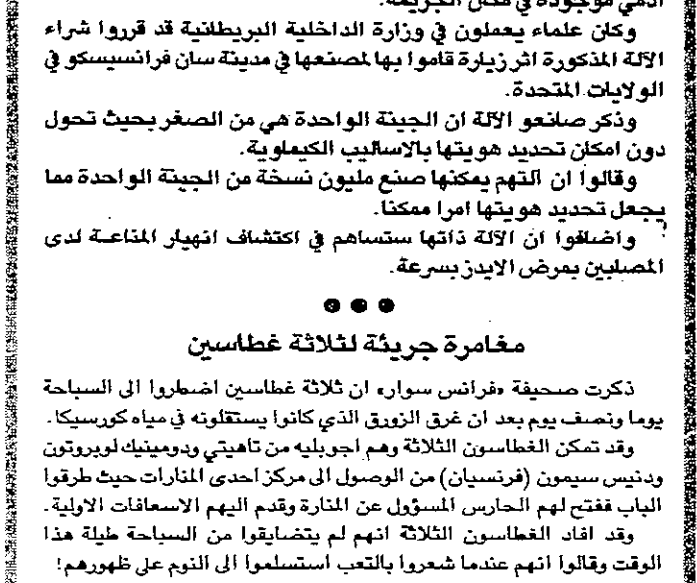 ادمي موجودة في مكان الجريمة.
وكان علماء يعملون في وزارة الداخلية البريطانية قد قرروا شراء
الآلة المذكورة اثر زيارة قاموا بها لمصنعها في مدينة سان فرانسيسكو في
الولايات المتحدة.
وذكر صانعو الآلة ان الجينة الواحدة هي من الصغر بحيث تحول
دون امكان تحديد هويتها بالاساليب الكيماوية.
وقالوا ان آلتهم يمكنها صنع مليون نسخة من الجينة الواحدة مما
يجعل تحديد هويتها امرا ممكنا.
واضافوا ان الآلة ذاتها ستساهم في اكتشاف انهيار المناعة لدى
المصابين بمرض الايدز بسرعة.
مغامرة جريئة لثلاثة غطاسين
ذكرت صحيفة «فرانس سوار» ان ثلاثة غطاسين اضطروا الى السباحة
يوما ونصف يوم بعد ان غرق الزورق الذي كانوا يستقلونه في مياه كورسيكا.
وقد تمكن الغطاسون الثلاثة وهم اجوبليه من تاهيتي ودومينيك لوبروتون
ودنيس سيمون (فرنسيان) من الوصول الى مركز احدى المنارات حيث طرقوا
الباب ففتح لهم الحارس المسؤول عن المنارة وقدم اليهم الاسعافات الاولية.
وقد افاد الغطاسون الثلاثة انهم لم يتضايقوا من السباحة طيلة هذا
الوقت وقالوا انهم عندما شعروا بالتعب استسلموا الى النوم على ظهورهم!